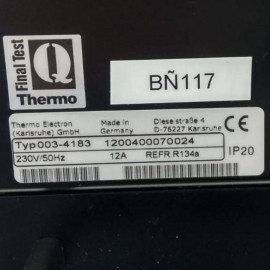 Final Test
Q
Thermo
BÑ117
Thermo Electron (Karlsruhe) GmbH
Made in Germany
Dieselstraße 4 D-76227 Karlsruhe
CE
Typ 003-4183 1200400070024
230V/50Hz 12A REFR.R134a IP20